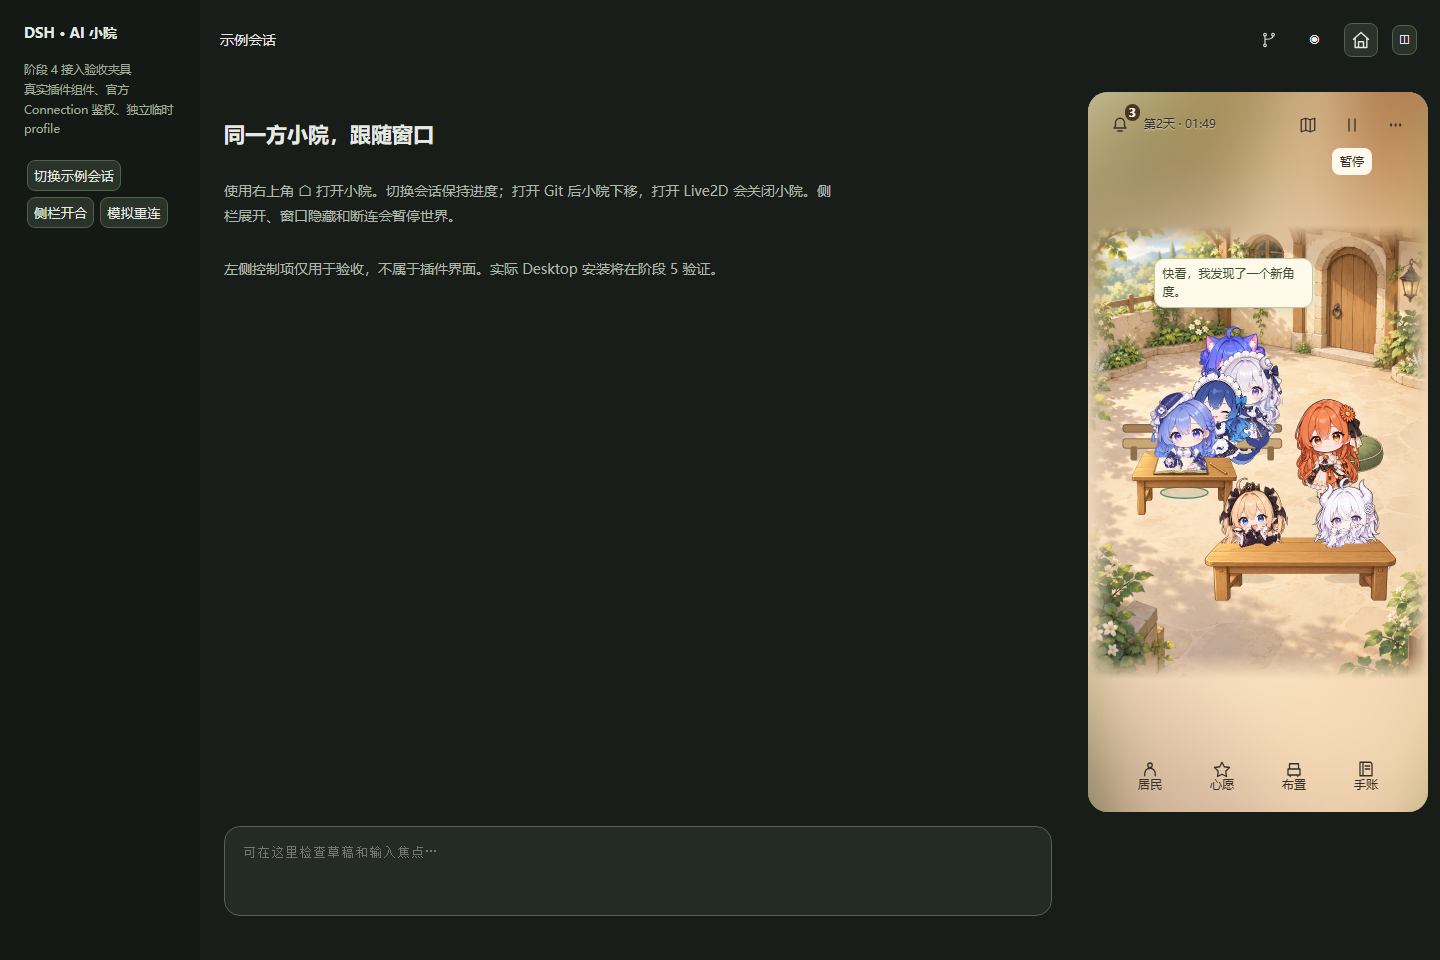 DSH • AI 小院
阶段 4 接入验收夹具
真实插件组件、官方
Connection 鉴权、独立临时
profile
切换示例会话
侧栏开合
模拟重连
示例会话
同一方小院，跟随窗口
使用右上角 ⌂ 打开小院。切换会话保持进度；打开 Git 后小院下移，打开 Live2D 会关闭小院。侧
栏展开、窗口隐藏和断连会暂停世界。
左侧控制项仅用于验收，不属于插件界面。实际 Desktop 安装将在阶段 5 验证。
可在这里检查草稿和输入焦点…
3
第2天 · 01:49
暂停
快看，我发现了一个新角
度。
居民
心愿
布置
手账